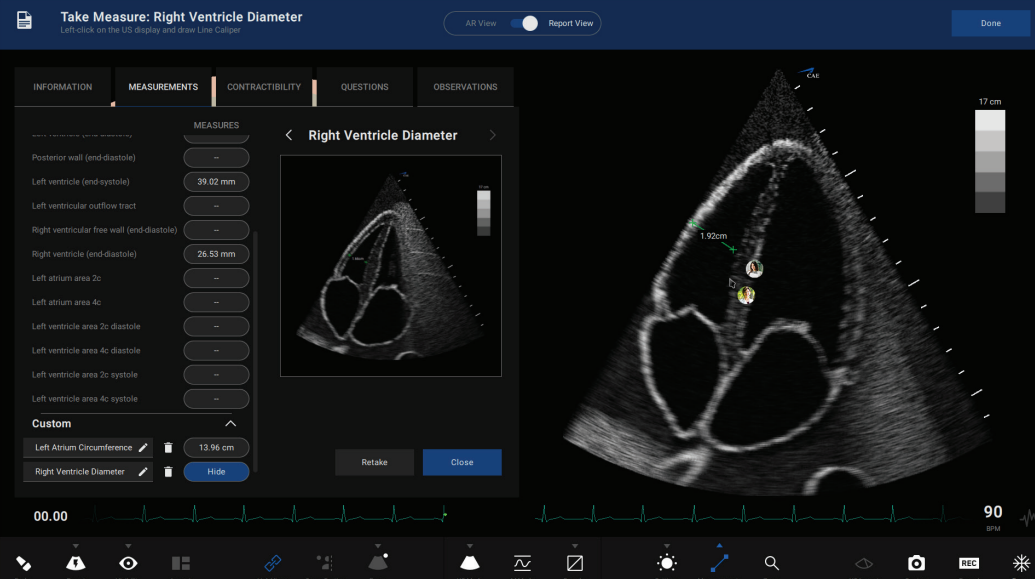 Take Measure: Right Ventricle Diameter
Left-click on the US display and draw Line Caliper
AR View
Report View
Done
INFORMATION
MEASUREMENTS
CONTRACTIBILITY
QUESTIONS
OBSERVATIONS
MEASURES
Posterior wall (end-diastole) --
Left ventricle (end-systole) 39.02 mm
Left ventricular outflow tract --
Right ventricular free wall (end-diastole) --
Right ventricle (end-diastole) 26.53 mm
Left atrium area 2c --
Left atrium area 4c --
Left ventricle area 2c diastole --
Left ventricle area 4c diastole --
Left ventricle area 2c systole --
Left ventricle area 4c systole --
Custom
Left Atrium Circumference 13.96 cm
Right Ventricle Diameter Hide
Right Ventricle Diameter
Retake
Close
CAE
17 cm
1.92cm
00.00
90
BPM
REC